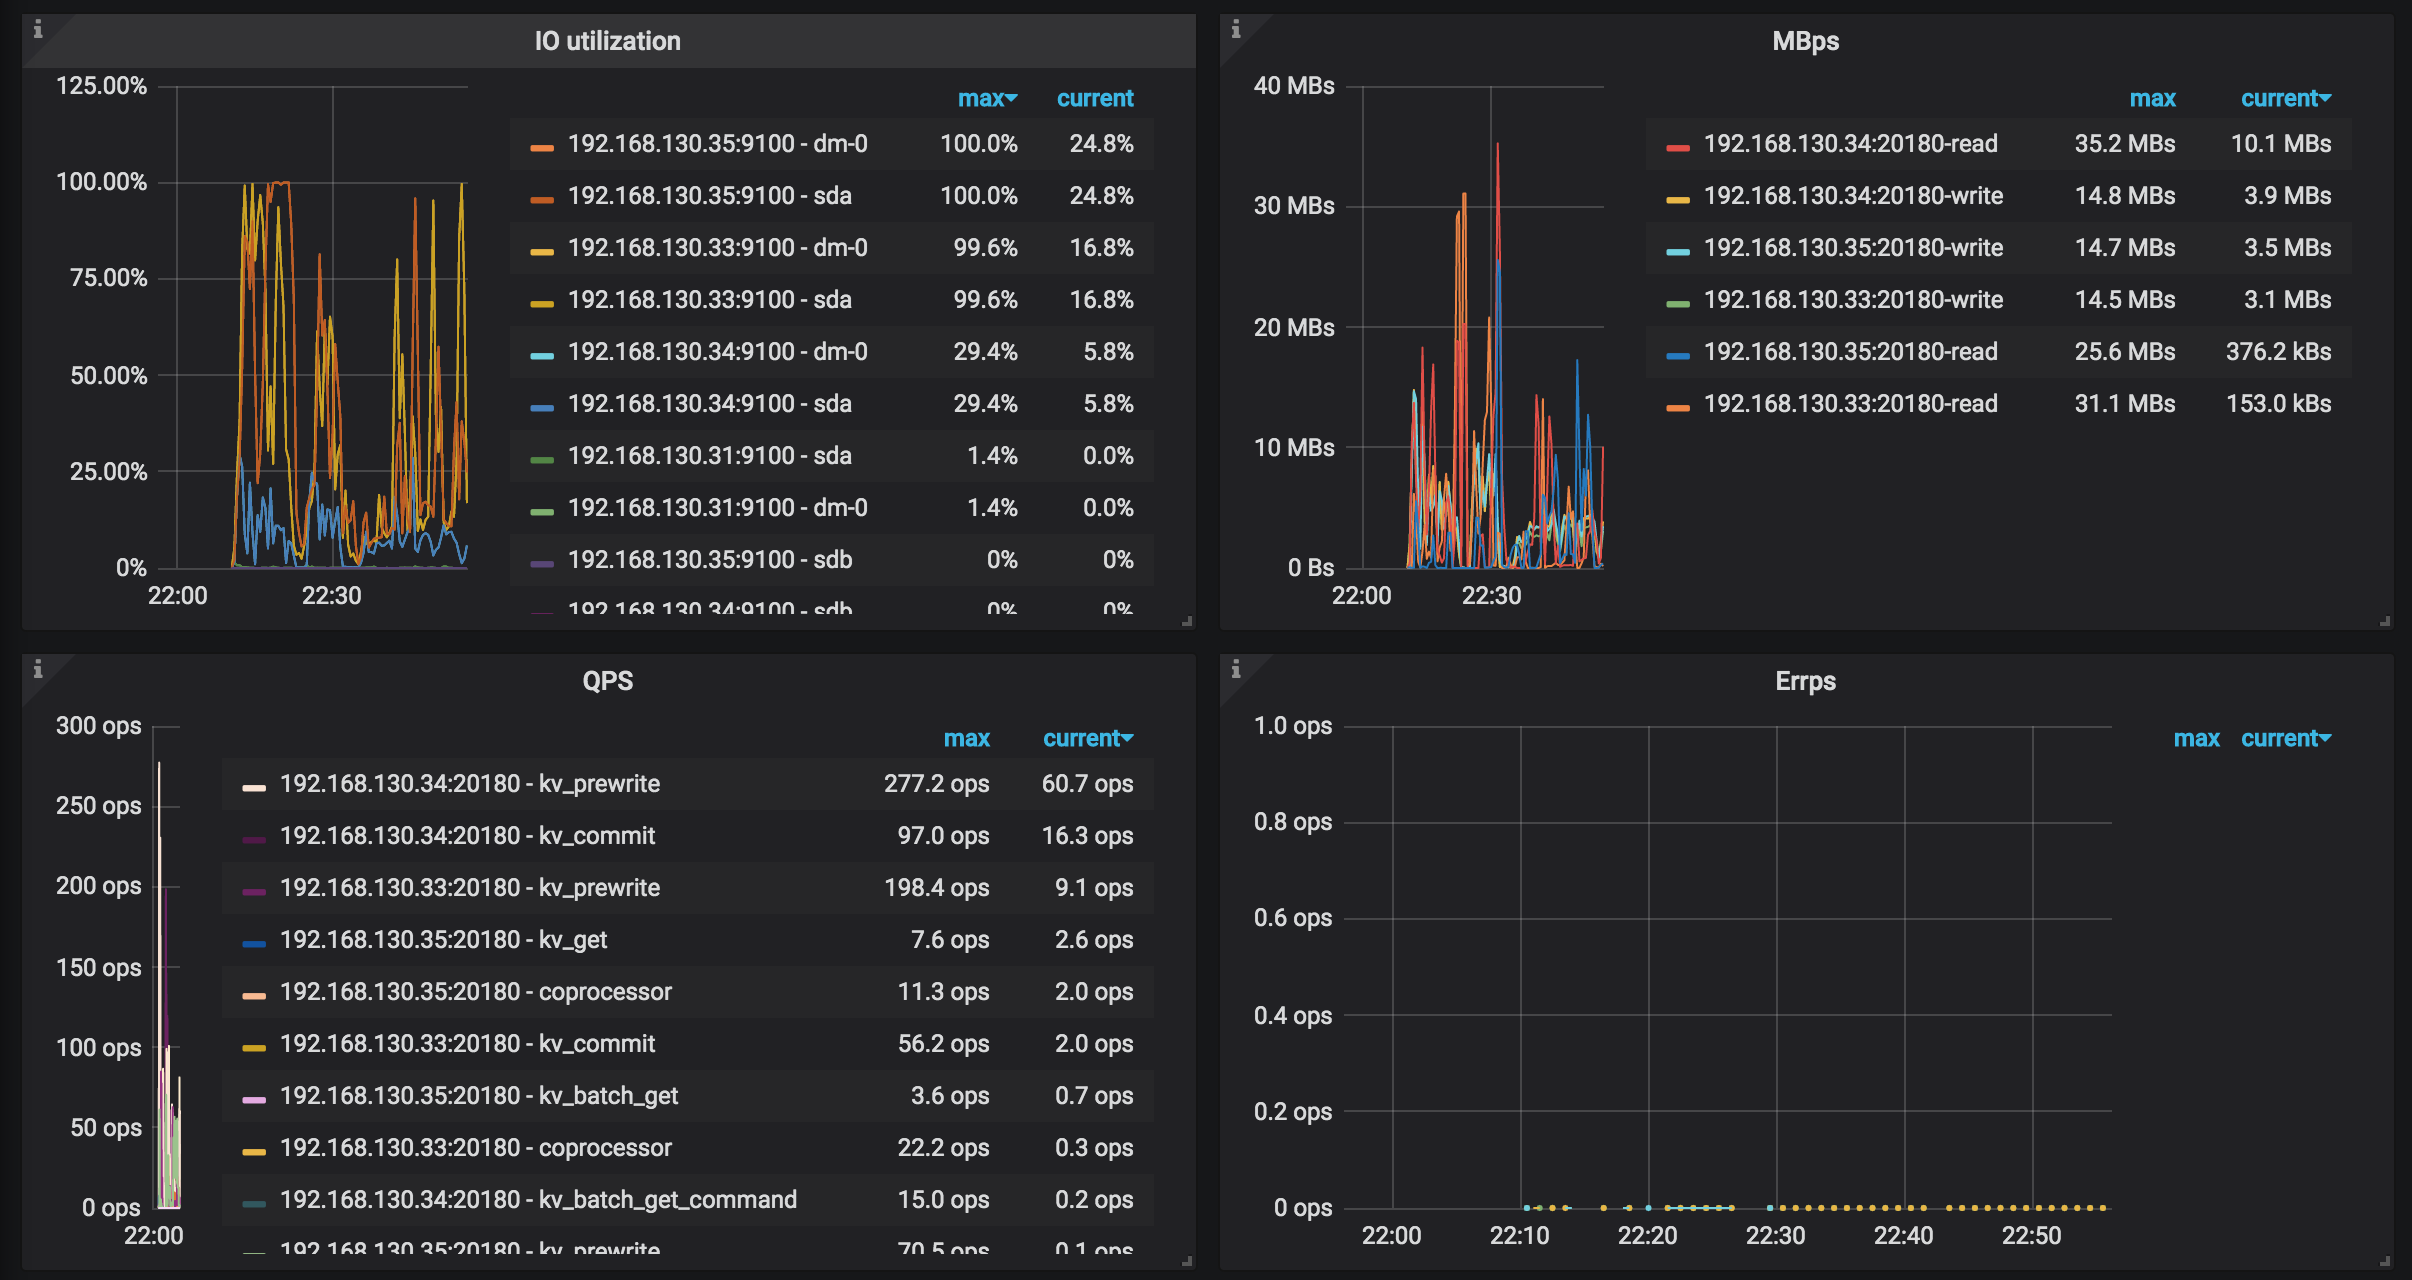 IO utilization
125.00%
100.00%
75.00%
50.00%
25.00%
0%
22:00 22:30
max current
192.168.130.35:9100 - dm-0 100.0% 24.8%
192.168.130.35:9100 - sda 100.0% 24.8%
192.168.130.33:9100 - dm-0 99.6% 16.8%
192.168.130.33:9100 - sda 99.6% 16.8%
192.168.130.34:9100 - dm-0 29.4% 5.8%
192.168.130.34:9100 - sda 29.4% 5.8%
192.168.130.31:9100 - sda 1.4% 0.0%
192.168.130.31:9100 - dm-0 1.4% 0.0%
192.168.130.35:9100 - sdb 0% 0%
192.168.130.34:9100 - sdb 0% 0%
MBps
40 MBs
30 MBs
20 MBs
10 MBs
0 Bs
22:00 22:30
max current
192.168.130.34:20180-read 35.2 MBs 10.1 MBs
192.168.130.34:20180-write 14.8 MBs 3.9 MBs
192.168.130.35:20180-write 14.7 MBs 3.5 MBs
192.168.130.33:20180-write 14.5 MBs 3.1 MBs
192.168.130.35:20180-read 25.6 MBs 376.2 kBs
192.168.130.33:20180-read 31.1 MBs 153.0 kBs
QPS
300 ops
250 ops
200 ops
150 ops
100 ops
50 ops
0 ops
22:00
max current
192.168.130.34:20180 - kv_prewrite 277.2 ops 60.7 ops
192.168.130.34:20180 - kv_commit 97.0 ops 16.3 ops
192.168.130.33:20180 - kv_prewrite 198.4 ops 9.1 ops
192.168.130.35:20180 - kv_get 7.6 ops 2.6 ops
192.168.130.35:20180 - coprocessor 11.3 ops 2.0 ops
192.168.130.33:20180 - kv_commit 56.2 ops 2.0 ops
192.168.130.35:20180 - kv_batch_get 3.6 ops 0.7 ops
192.168.130.33:20180 - coprocessor 22.2 ops 0.3 ops
192.168.130.34:20180 - kv_batch_get_command 15.0 ops 0.2 ops
192.168.130.35:20180 - kv_prewrite 70.5 ops 0.1 ops
Errps
1.0 ops
0.8 ops
0.6 ops
0.4 ops
0.2 ops
0 ops
22:00 22:10 22:20 22:30 22:40 22:50
max current